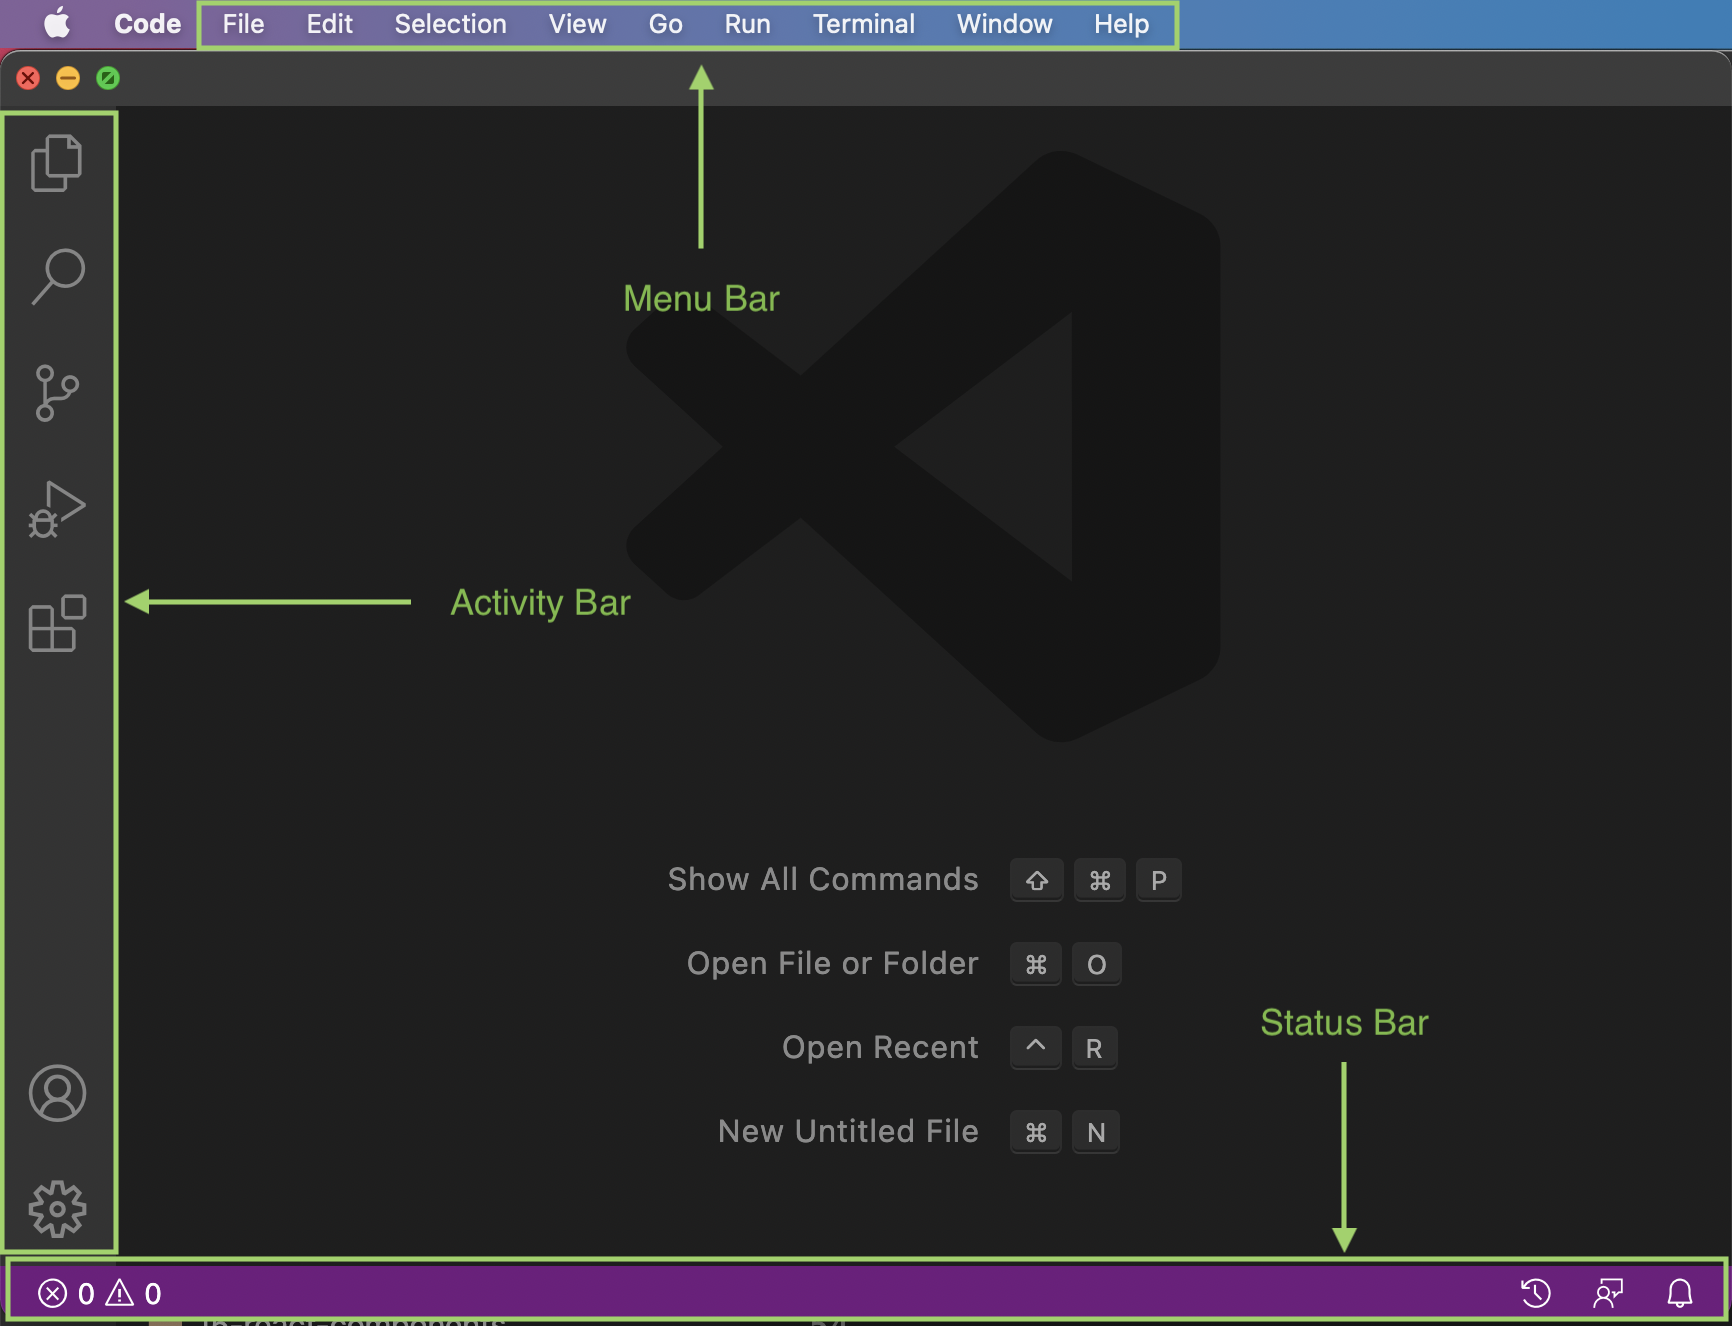 Code File Edit Selection View Go Run Terminal Window Help
Menu Bar
Activity Bar
Show All Commands ⇧ ⌘ P
Open File or Folder ⌘ O
Open Recent ^ R
New Untitled File ⌘ N
Status Bar
0 0